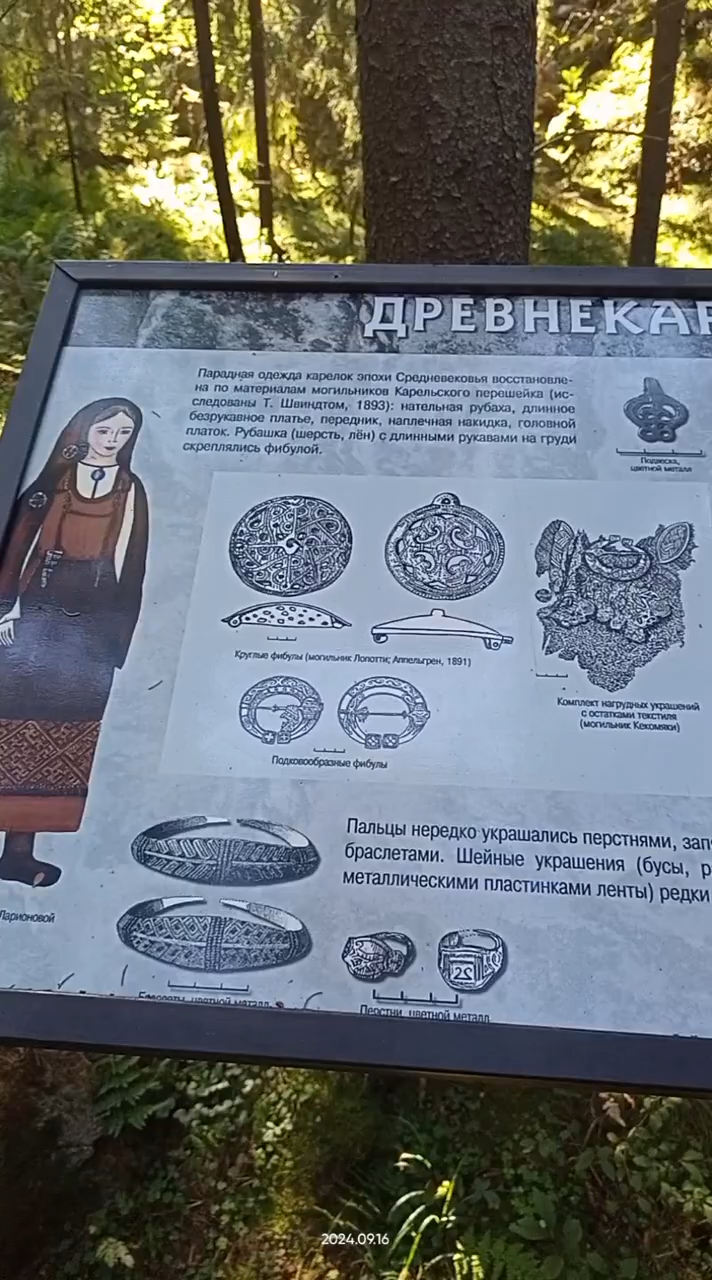 ДРЕВНЕКАР
Парадная одежда карелок эпохи Средневековья восстановле-
на по материалам могильников Карельского перешейка (ис-
следованы Т. Швиндтом, 1893): нательная рубаха, длинное
безрукавное платье, передник, наплечная накидка, головной
платок. Рубашка (шерсть, лён) с длинными рукавами на груди
скреплялись фибулой.
Подвеска,
цветной металл
Круглые фибулы (могильник Лопотти; Аппельгрен, 1891)
Комплект нагрудных украшений
с остатками текстиля
(могильник Кекомяки)
Подковообразные фибулы
Пальцы нередко украшались перстнями, зап
браслетами. Шейные украшения (бусы, р
металлическими пластинками ленты) редки
Ларионовой
Браслеты, цветной металл
Перстни, цветной металл
2024.09.16